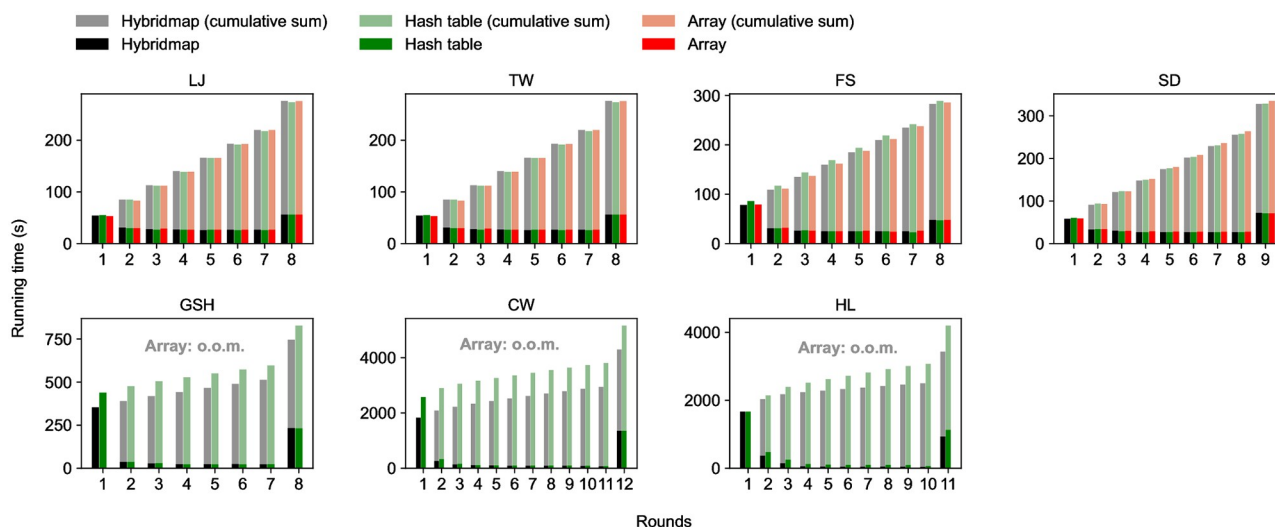 Hybridmap (cumulative sum) Hash table (cumulative sum) Array (cumulative sum)
Hybridmap Hash table Array
LJ TW FS SD
200
100
0
1 2 3 4 5 6 7 8
200
100
0
1 2 3 4 5 6 7 8
300
200
100
0
1 2 3 4 5 6 7 8
300
200
100
0
1 2 3 4 5 6 7 8 9
Running time (s)
GSH CW HL
750
500
250
0
Array: o.o.m.
1 2 3 4 5 6 7 8
4000
2000
0
Array: o.o.m.
1 2 3 4 5 6 7 8 9 10 11 12
4000
2000
0
Array: o.o.m.
1 2 3 4 5 6 7 8 9 10 11
Rounds